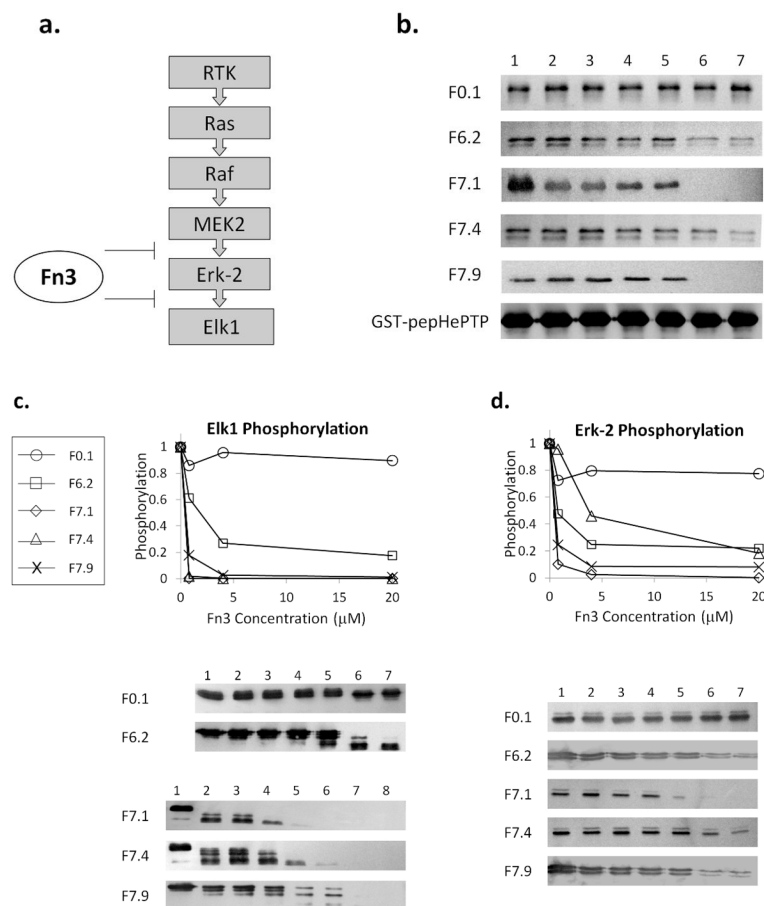 a.
RTK
Ras
Raf
MEK2
Fn3
Erk-2
Elk1
b.
1 2 3 4 5 6 7
F0.1
F6.2
F7.1
F7.4
F7.9
GST-pepHePTP
c.
F0.1
F6.2
F7.1
F7.4
F7.9
Elk1 Phosphorylation
Phosphorylation
1
0.8
0.6
0.4
0.2
0
0 5 10 15 20
Fn3 Concentration (μM)
1 2 3 4 5 6 7
F0.1
F6.2
1 2 3 4 5 6 7 8
F7.1
F7.4
F7.9
d.
Erk-2 Phosphorylation
Phosphorylation
1
0.8
0.6
0.4
0.2
0
0 5 10 15 20
Fn3 Concentration (μM)
1 2 3 4 5 6 7
F0.1
F6.2
F7.1
F7.4
F7.9